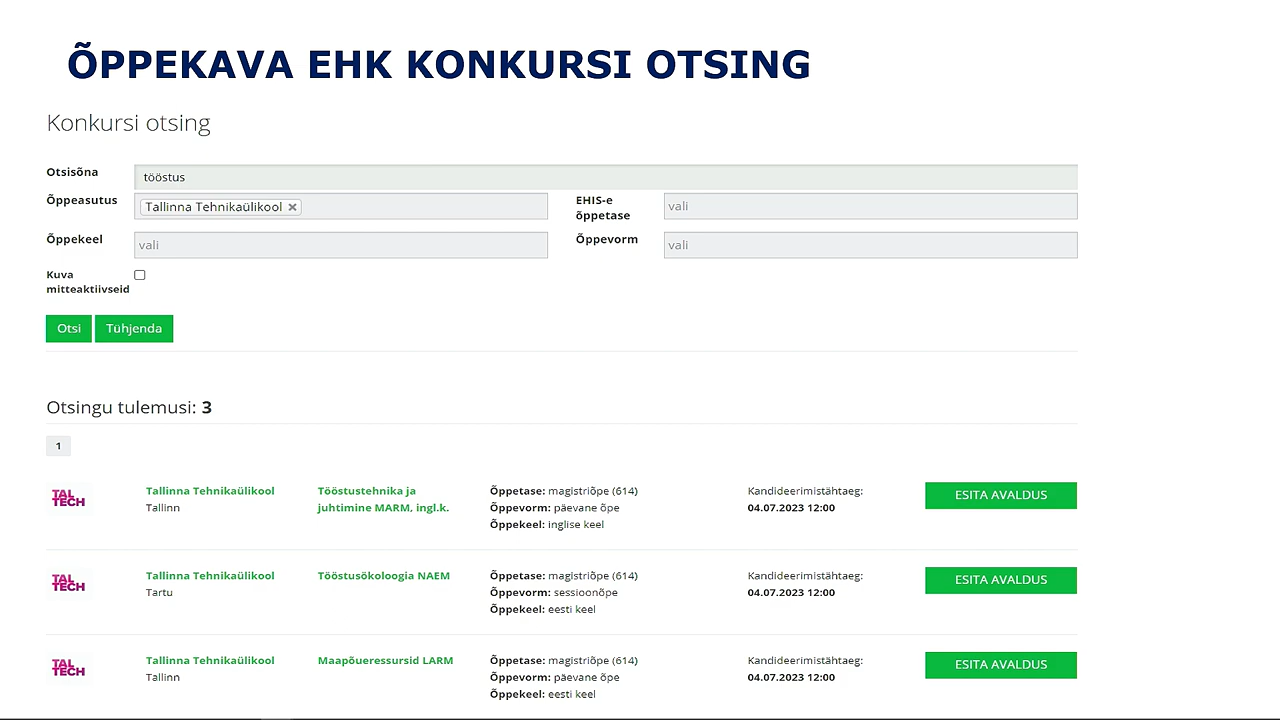 ÕPPEKAVA EHK KONKURSI OTSING
Konkursi otsing
Otsisõna tööstus
Õppeasutus Tallinna Tehnikaülikool × EHIS-e õppetase vali
Õppekeel vali Õppevorm vali
Kuva mitteaktiivseid
Otsi Tühjenda
Otsingu tulemusi: 3
1
TAL TECH
Tallinna Tehnikaülikool
Tallinn
Tööstustehnika ja
juhtimine MARM, ingl.k.
Õppetase: magistriõpe (614)
Õppevorm: päevane õpe
Õppekeel: inglise keel
Kandideerimistähtaeg:
04.07.2023 12:00
ESITA AVALDUS
TAL TECH
Tallinna Tehnikaülikool
Tartu
Tööstusökoloogia NAEM
Õppetase: magistriõpe (614)
Õppevorm: sessioonõpe
Õppekeel: eesti keel
Kandideerimistähtaeg:
04.07.2023 12:00
ESITA AVALDUS
TAL TECH
Tallinna Tehnikaülikool
Tallinn
Maapõueressursid LARM
Õppetase: magistriõpe (614)
Õppevorm: päevane õpe
Õppekeel: eesti keel
Kandideerimistähtaeg:
04.07.2023 12:00
ESITA AVALDUS